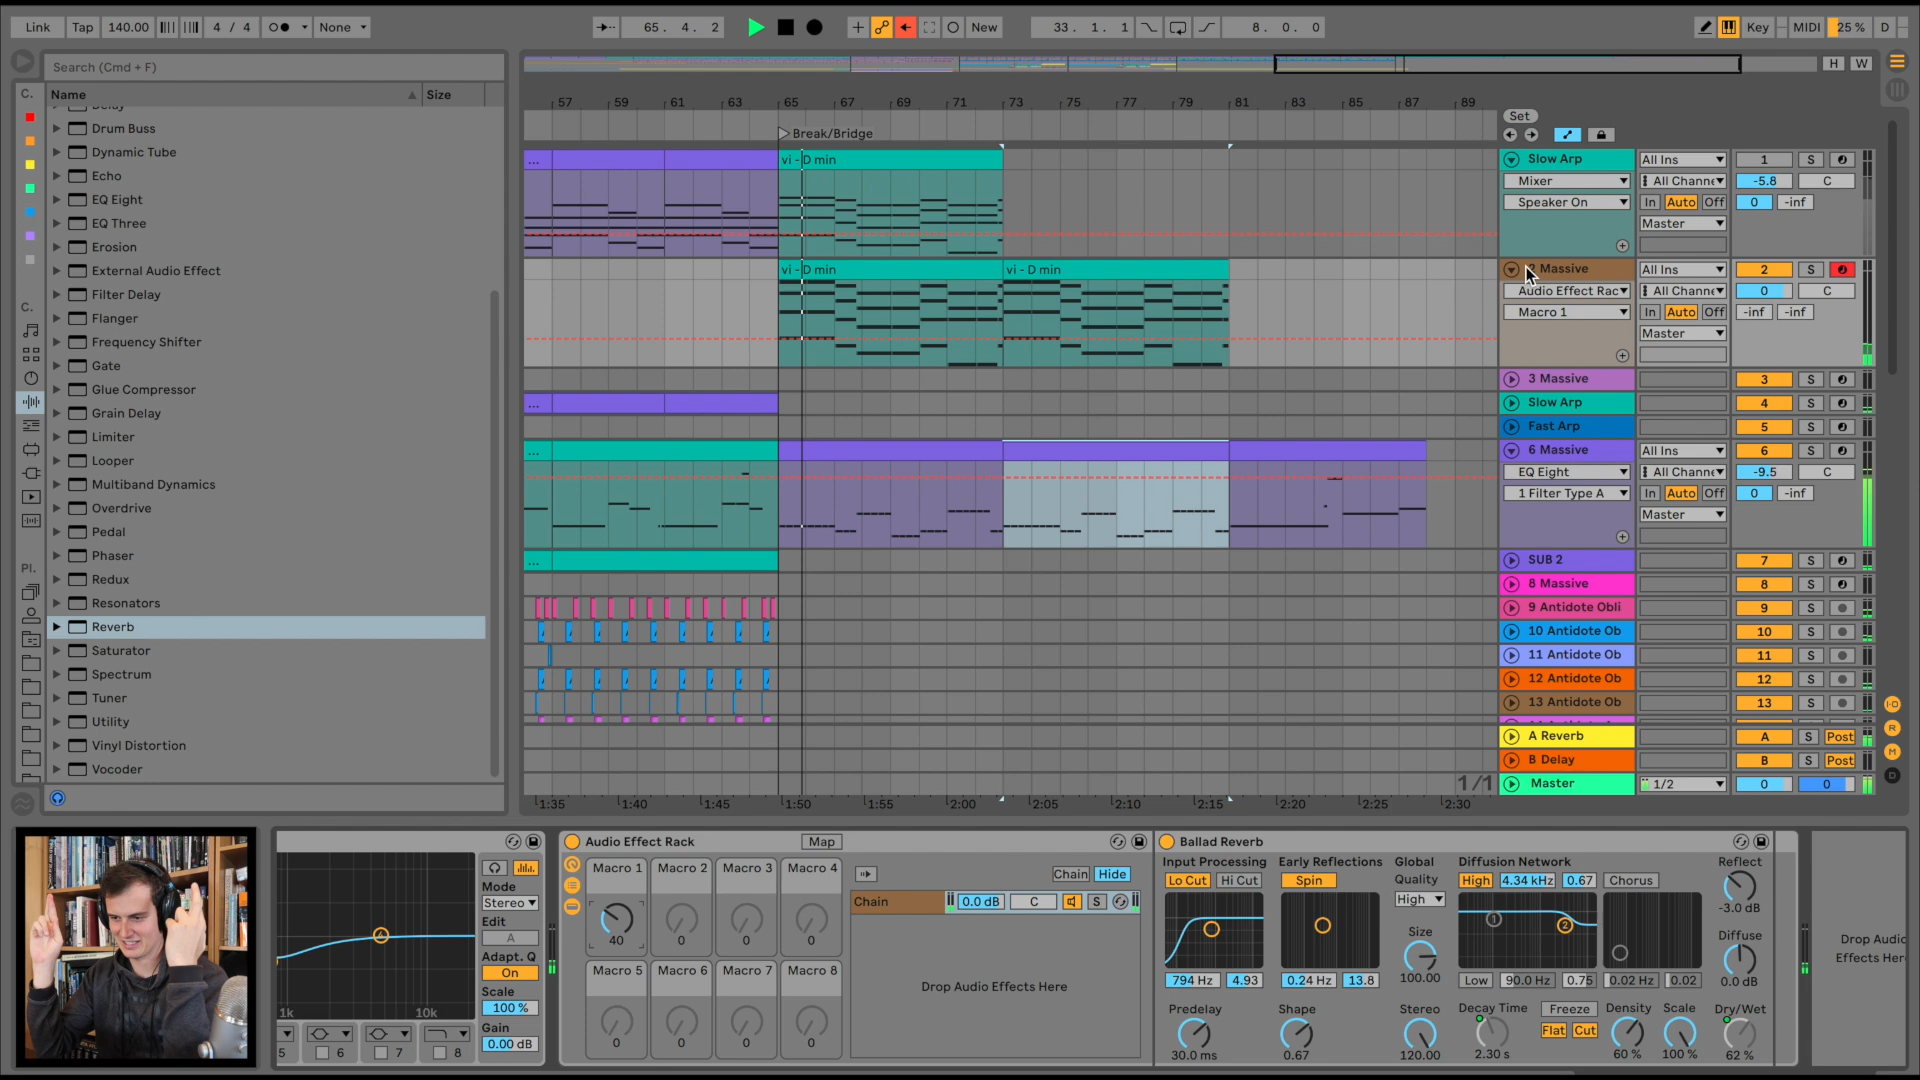 Link Tap 140.00 4 / 4 None 65. 4. 2 New 33. 1. 1 8. 0. 0 Key MIDI 25 % D
Search (Cmd + F)
H W
C. Name Size
57 59 61 63 65 67 69 71 73 75 77 79 81 83 85 87 89
Set
Break/Bridge
Delay
Drum Buss
Dynamic Tube
Echo
EQ Eight
EQ Three
Erosion
External Audio Effect
Filter Delay
Flanger
Frequency Shifter
Gate
Glue Compressor
Grain Delay
Limiter
Looper
Multiband Dynamics
Overdrive
Pedal
Phaser
Redux
Resonators
Reverb
Saturator
Spectrum
Tuner
Utility
Vinyl Distortion
Vocoder
C.
Pl.
... vi - D min
vi - D min vi - D min
...
...
...
Slow Arp All Ins 1 S
Mixer All Channe -5.8 C
Speaker On In Auto Off 0 -inf
Master
2 Massive All Ins 2 S
Audio Effect Rac All Channe 0 C
Macro 1 In Auto Off -inf -inf
Master
3 Massive 3 S
Slow Arp 4 S
Fast Arp 5 S
6 Massive All Ins 6 S
EQ Eight All Channe -9.5 C
1 Filter Type A In Auto Off 0 -inf
Master
SUB 2 7 S
8 Massive 8 S
9 Antidote Obli 9 S
10 Antidote Ob 10 S
11 Antidote Ob 11 S
12 Antidote Ob 12 S
13 Antidote Ob 13 S
A Reverb A S Post
B Delay B S Post
1/1 Master 1/2 0 0
1:35 1:40 1:45 1:50 1:55 2:00 2:05 2:10 2:15 2:20 2:25 2:30
I·O
R
M
D
Mode
Stereo
Edit
A
Adapt. Q
On
Scale
100 %
Gain
0.00 dB
1k 10k
5 6 7 8
Audio Effect Rack Map
Macro 1 Macro 2 Macro 3 Macro 4
40 0 0 0
Macro 5 Macro 6 Macro 7 Macro 8
0 0 0 0
Chain Hide
Chain 0.0 dB C S
Drop Audio Effects Here
Ballad Reverb
Input Processing Early Reflections Global Diffusion Network Reflect
Lo Cut Hi Cut Spin Quality High 4.34 kHz 0.67 Chorus
High -3.0 dB
Size Diffuse
794 Hz 4.93 0.24 Hz 13.8 100.00 Low 90.0 Hz 0.75 0.02 Hz 0.02 0.0 dB
Predelay Shape Stereo Decay Time Freeze Density Scale Dry/Wet
Flat Cut
30.0 ms 0.67 120.00 2.30 s 60 % 100 % 62 %
1 2
Drop Audio
Effects Here